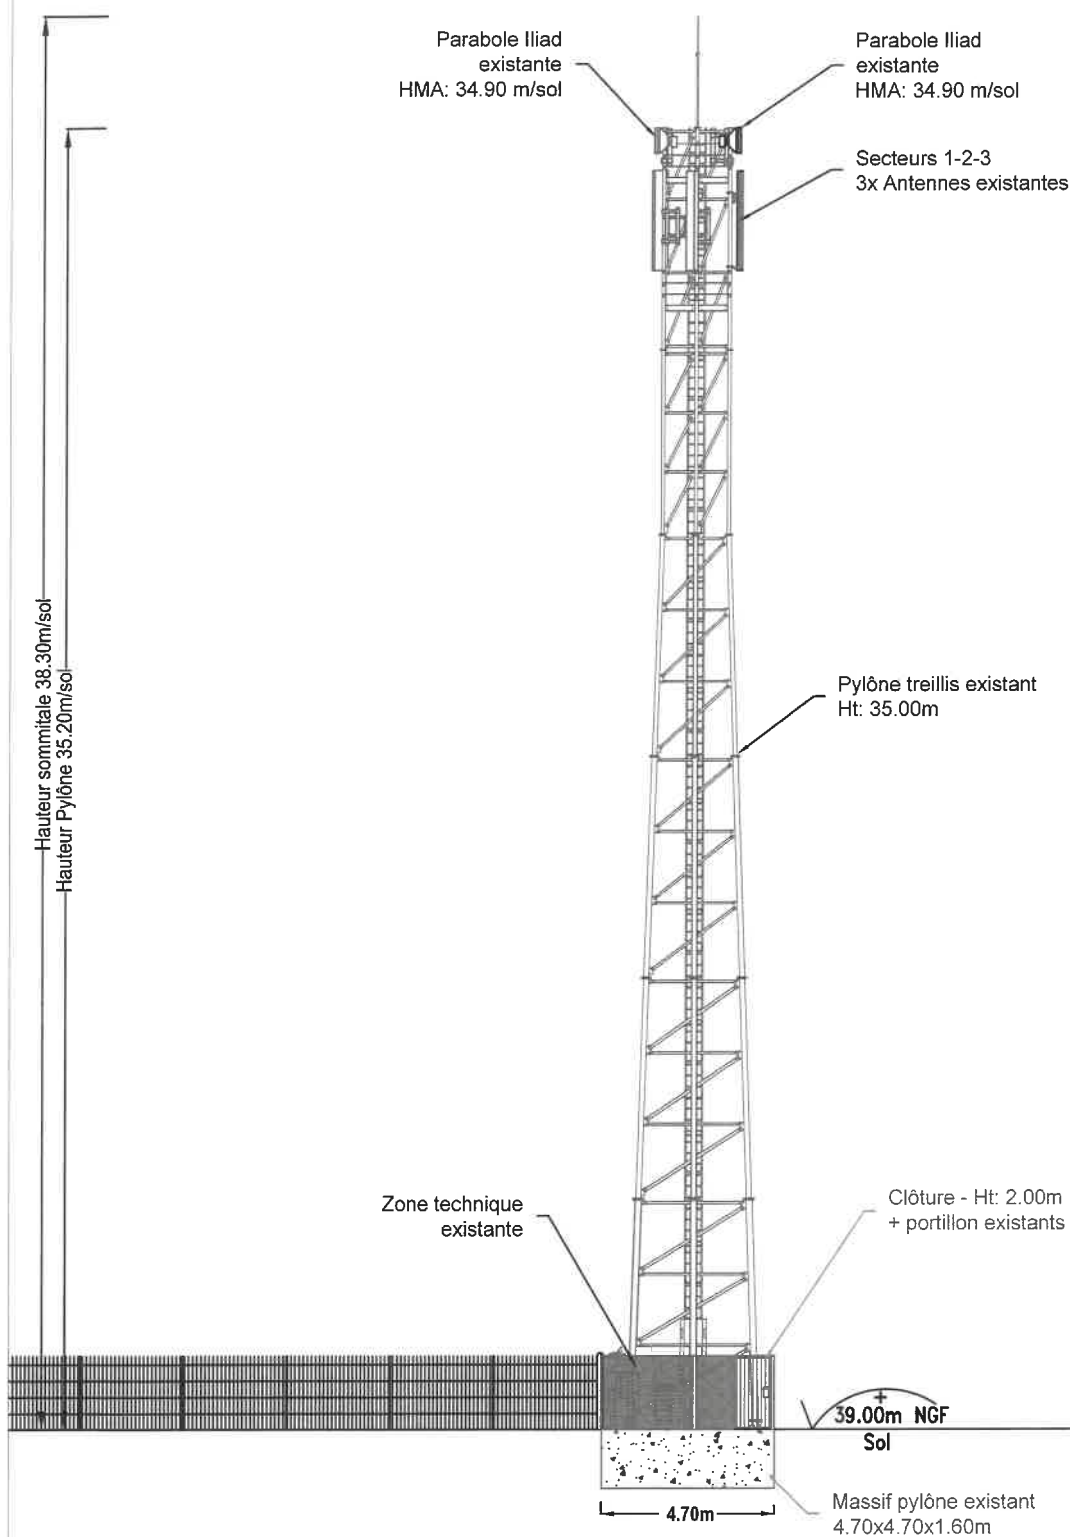 Parabole Iliad
existante
HMA: 34.90 m/sol
Parabole Iliad
existante
HMA: 34.90 m/sol
Secteurs 1-2-3
3x Antennes existantes
Hauteur sommitale 38.30m/sol
Hauteur Pylône 35.20m/sol
Pylône treillis existant
Ht: 35.00m
Zone technique
existante
Clôture - Ht: 2.00m
+ portillon existants
39.00m NGF
Sol
4.70m
Massif pylône existant
4.70x4.70x1.60m